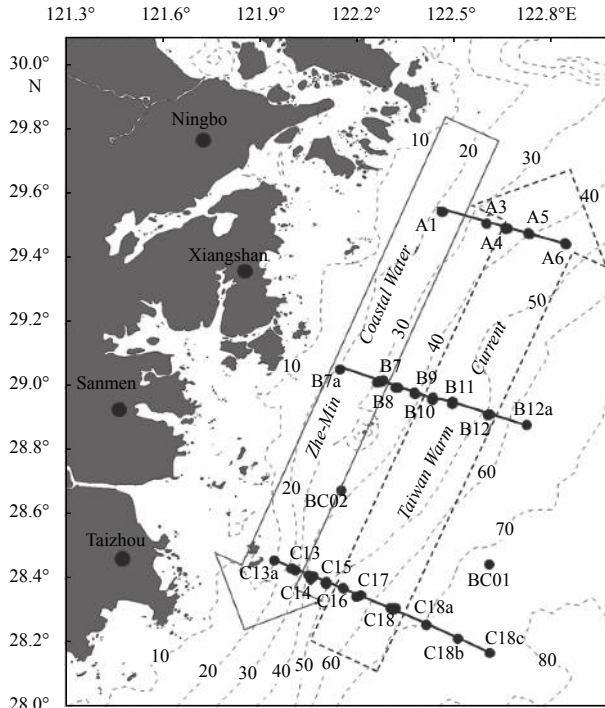 121.3° 121.6° 121.9° 122.2° 122.5° 122.8°E
30.0°
N
29.8°
29.6°
29.4°
29.2°
29.0°
28.8°
28.6°
28.4°
28.2°
28.0°
Ningbo
Xiangshan
Sanmen
Taizhou
10
20
30
40
A1
A3
A4
A5
A6
50
Zhe-Min Coastal Water
30
40
Taiwan Warm Current
10
B7a
B7
B8
B9
B10
B11
B12
B12a
60
20
BC02
70
BC01
C13a
C13
C14
C15
C16
C17
C18
C18a
C18b
C18c
10
20
30
40
50
60
80